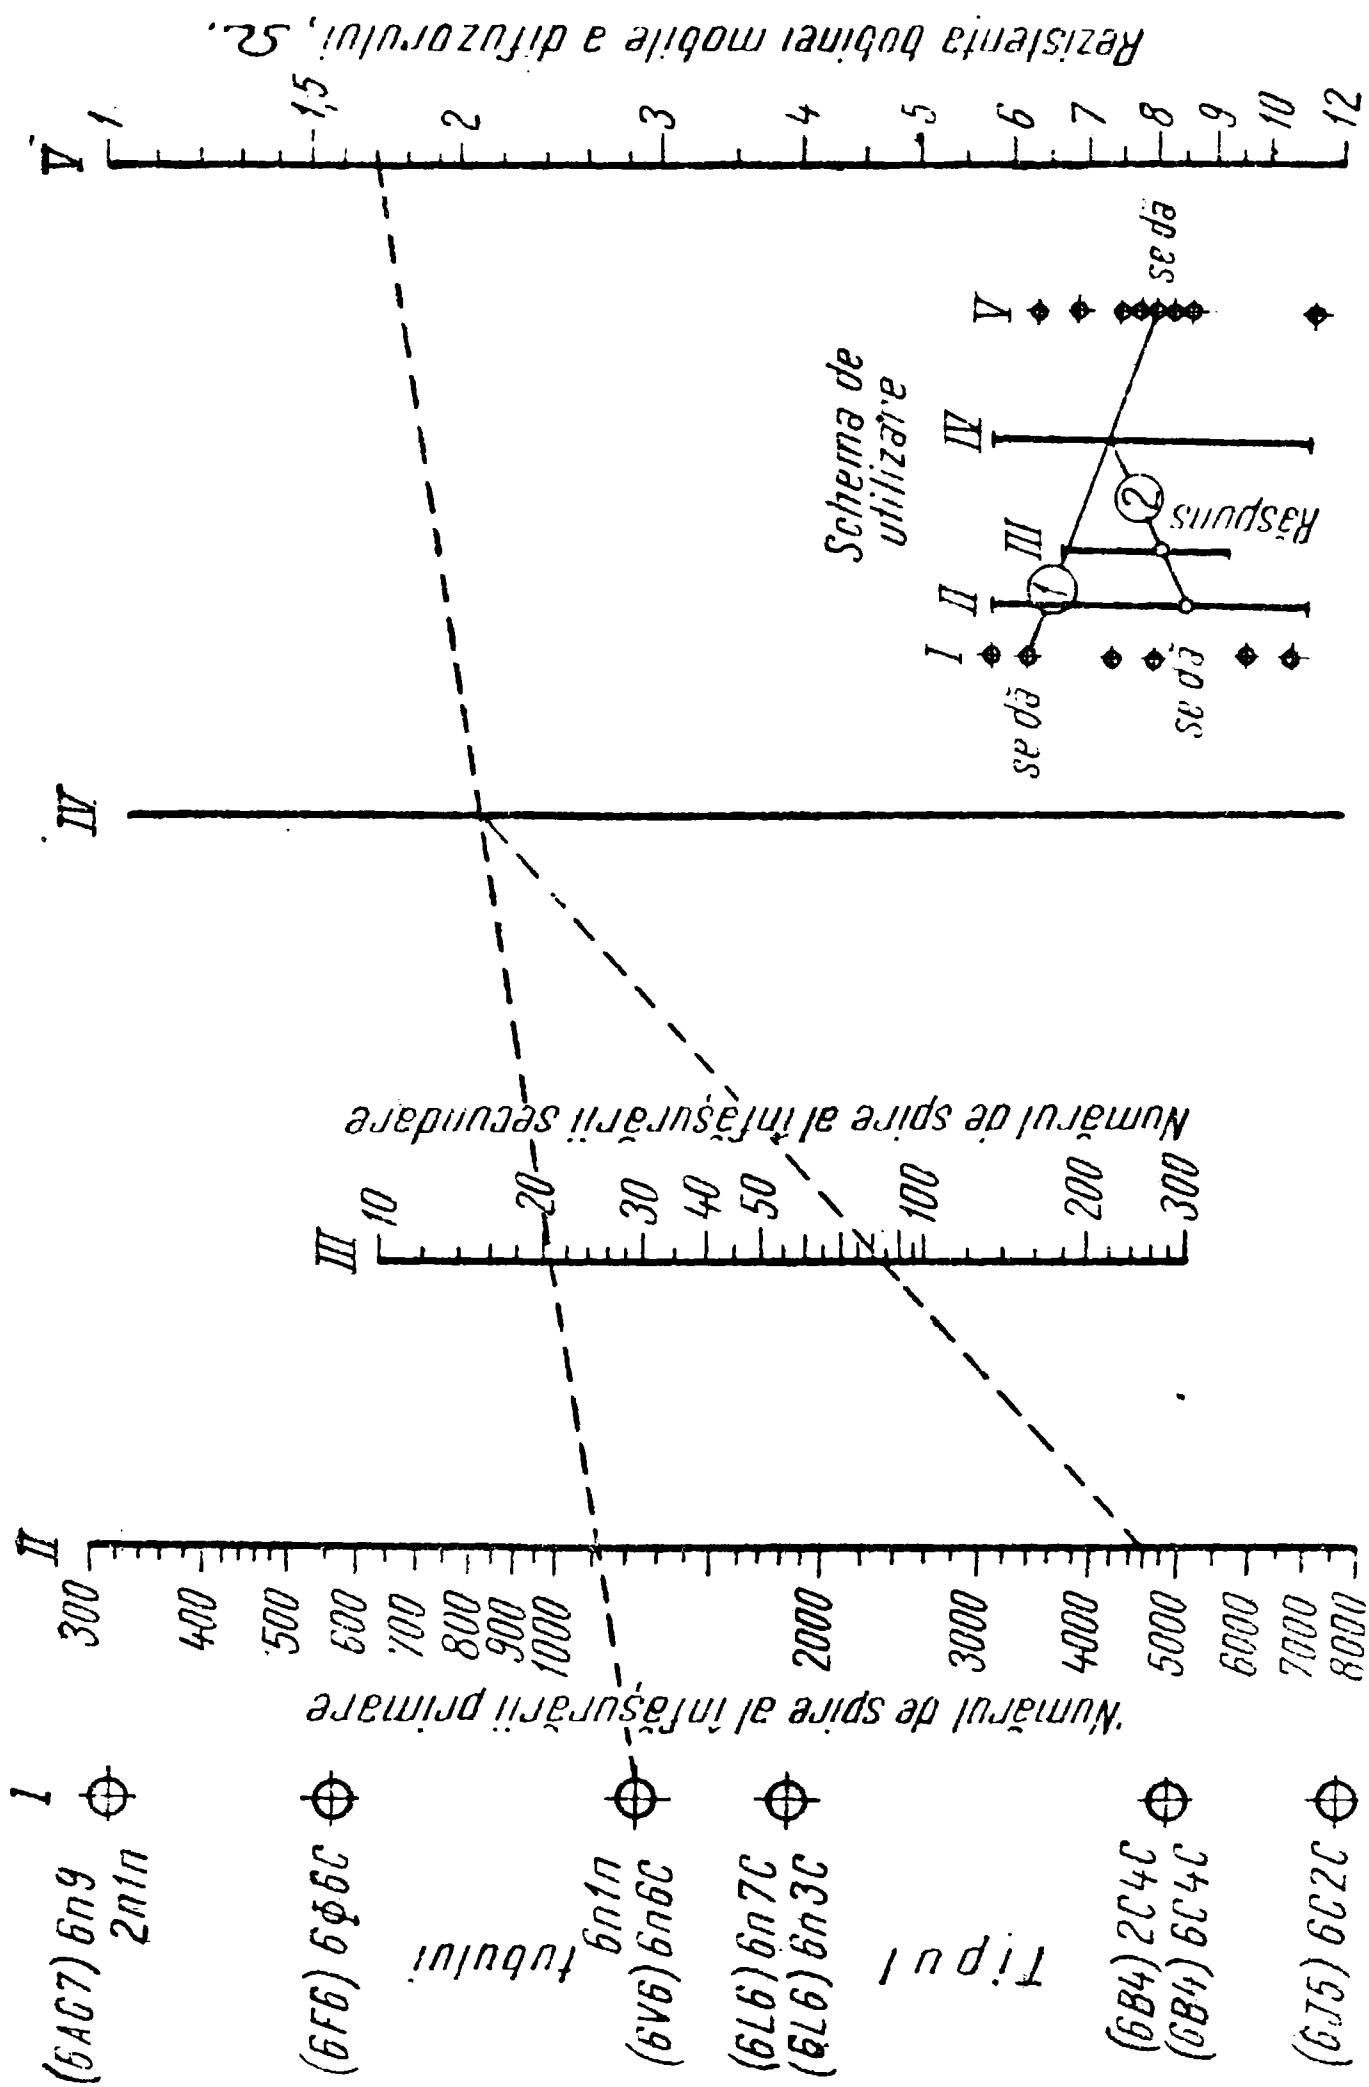 I
(6AG7) 6п9
2п1п
(6F6) 6ф6С
6п1п
(6V6) 6п6С
(6L6) 6п7С
(6L6) 6п3С
(6B4) 2С4С
(6B4) 6С4С
(6J5) 6С2С
Tipul tubului
II
300
400
500
600
700
800
900
1000
2000
3000
4000
5000
6000
7000
8000
Numărul de spire al înfășurării primare
III
10
20
30
40
50
100
200
300
Numărul de spire al înfășurării secundare
IV
V
1
1,5
2
3
4
5
6
7
8
9
10
12
Rezistența bobinei mobile a difuzorului, Ω
Schema de
utilizare
I
II
III
IV
V
se dă
1
2
se dă
Răspuns
se dă